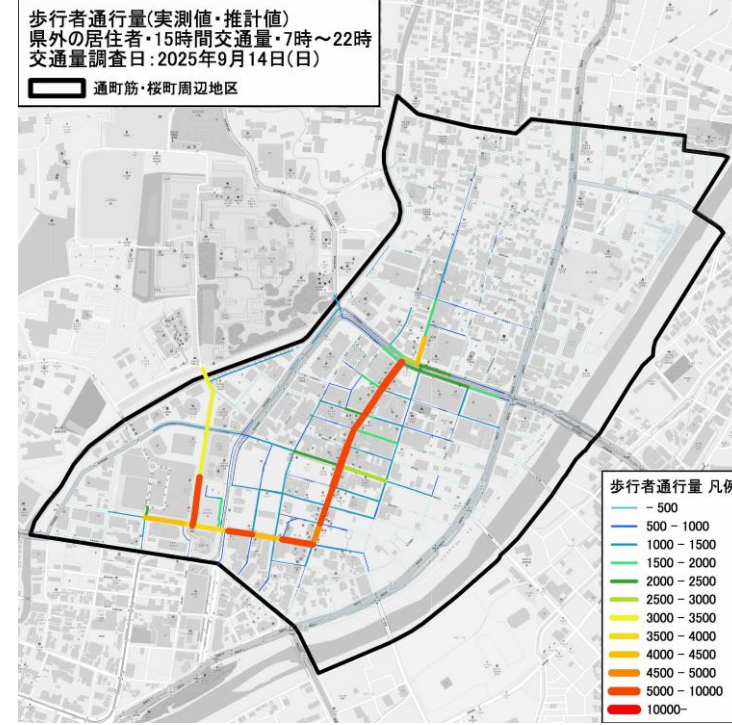 歩行者通行量(実測値・推計値)
県外の居住者・15時間交通量・7時～22時
交通量調査日:2025年9月14日(日)
通町筋・桜町周辺地区
歩行者通行量 凡例
- 500
500 - 1000
1000 - 1500
1500 - 2000
2000 - 2500
2500 - 3000
3000 - 3500
3500 - 4000
4000 - 4500
4500 - 5000
5000 - 10000
10000-